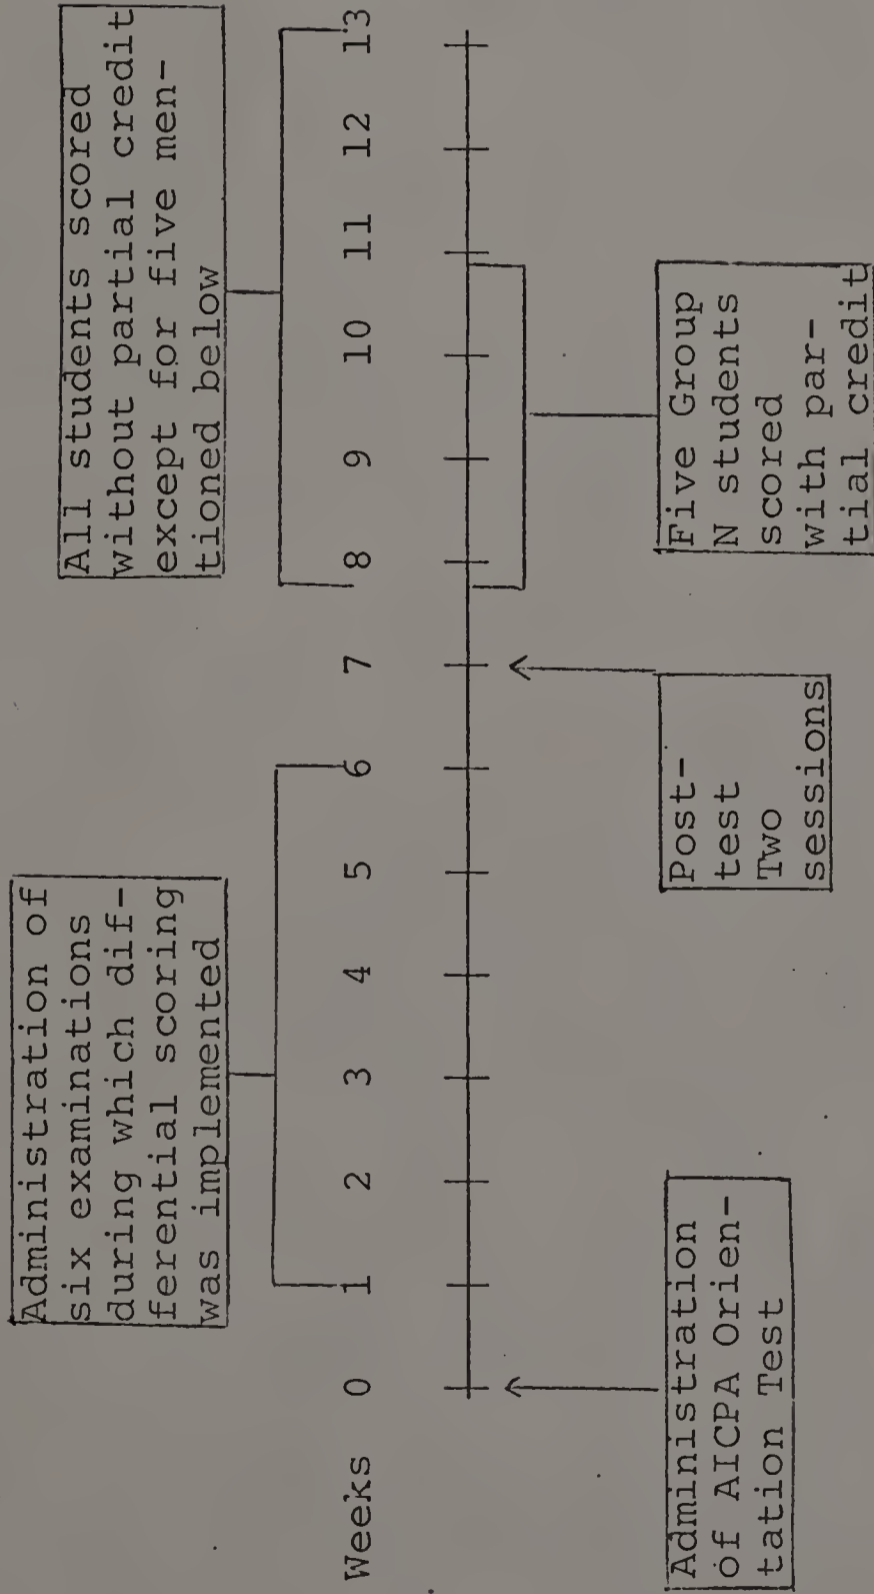 Administration of
six examinations
during which dif-
ferential scoring
was implemented
All students scored
without partial credit
except for five men-
tioned below
Weeks 0 1 2 3 4 5 6 7 8 9 10 11 12 13
Administration
of AICPA Orien-
tation Test
Post-
test
Two
sessions
Five Group
N students
scored
with par-
tial credit